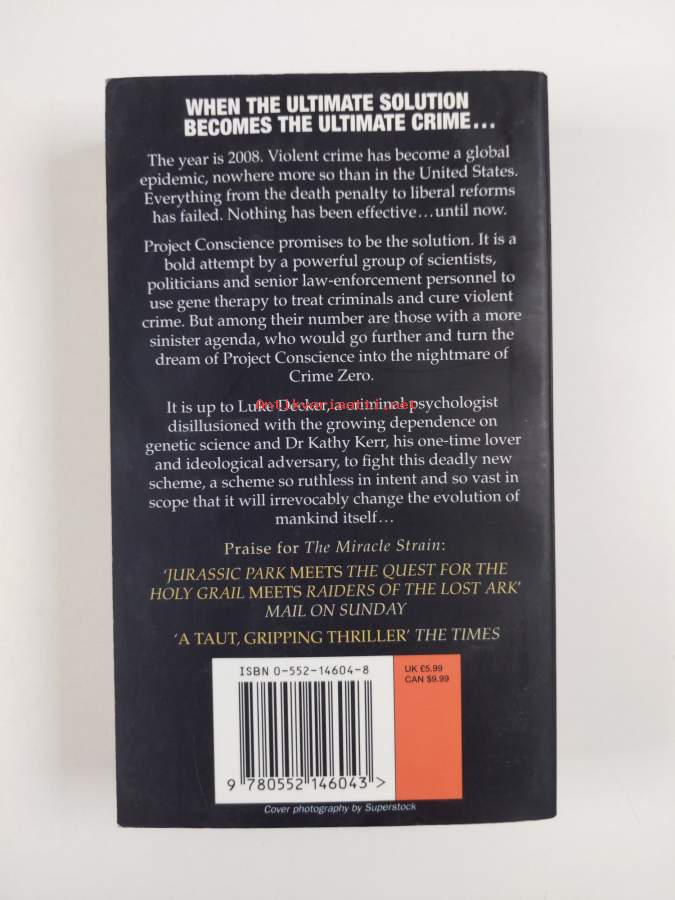 WHEN THE ULTIMATE SOLUTION
BECOMES THE ULTIMATE CRIME...
The year is 2008. Violent crime has become a global
epidemic, nowhere more so than in the United States.
Everything from the death penalty to liberal reforms
has failed. Nothing has been effective...until now.
Project Conscience promises to be the solution. It is a
bold attempt by a powerful group of scientists,
politicians and senior law-enforcement personnel to
use gene therapy to treat criminals and cure violent
crime. But among their number are those with a more
sinister agenda, who would go further and turn the
dream of Project Conscience into the nightmare of
Crime Zero.
It is up to Luke Decker, a criminal psychologist
Antikvariaatti.net
disillusioned with the growing dependence on
genetic science and Dr Kathy Kerr, his one-time lover
and ideological adversary, to fight this deadly new
scheme, a scheme so ruthless in intent and so vast in
scope that it will irrevocably change the evolution of
mankind itself...
Praise for The Miracle Strain:
'JURASSIC PARK MEETS THE QUEST FOR THE
HOLY GRAIL MEETS RAIDERS OF THE LOST ARK'
MAIL ON SUNDAY
'A TAUT, GRIPPING THRILLER' THE TIMES
ISBN 0-552-14604-8
UK £5.99
CAN $9.99
9 780552 146043 >
Cover photography by Superstock